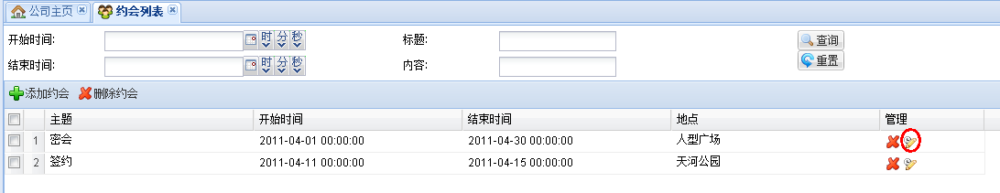 公司主页 约会列表
开始时间: 时 分 秒 标题: 查询
结束时间: 时 分 秒 内容: 重置
添加约会 删除约会
主题 开始时间 结束时间 地点 管理
1 密会 2011-04-01 00:00:00 2011-04-30 00:00:00 人型广场
2 签约 2011-04-11 00:00:00 2011-04-15 00:00:00 天河公园